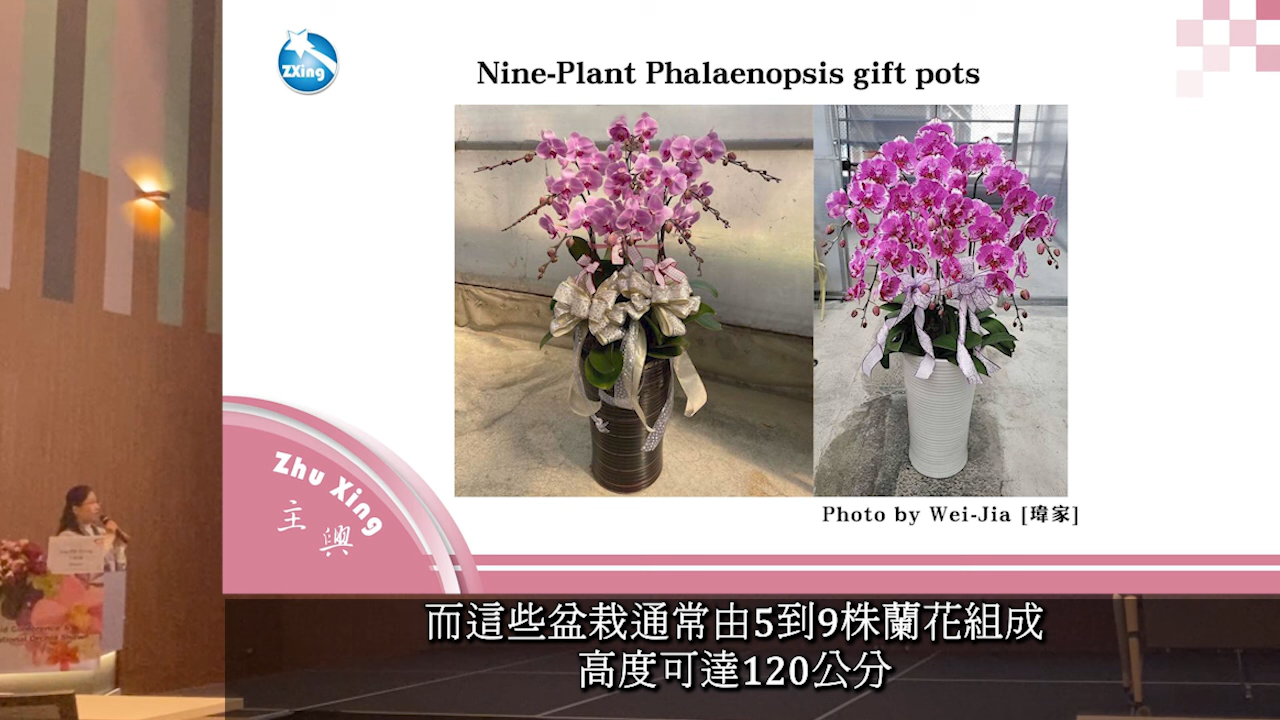 ZXing
Nine-Plant Phalaenopsis gift pots
Photo by Wei-Jia [瑋家]
Zhu Xing
主興
而這些盆栽通常由5到9株蘭花組成
高度可達120公分